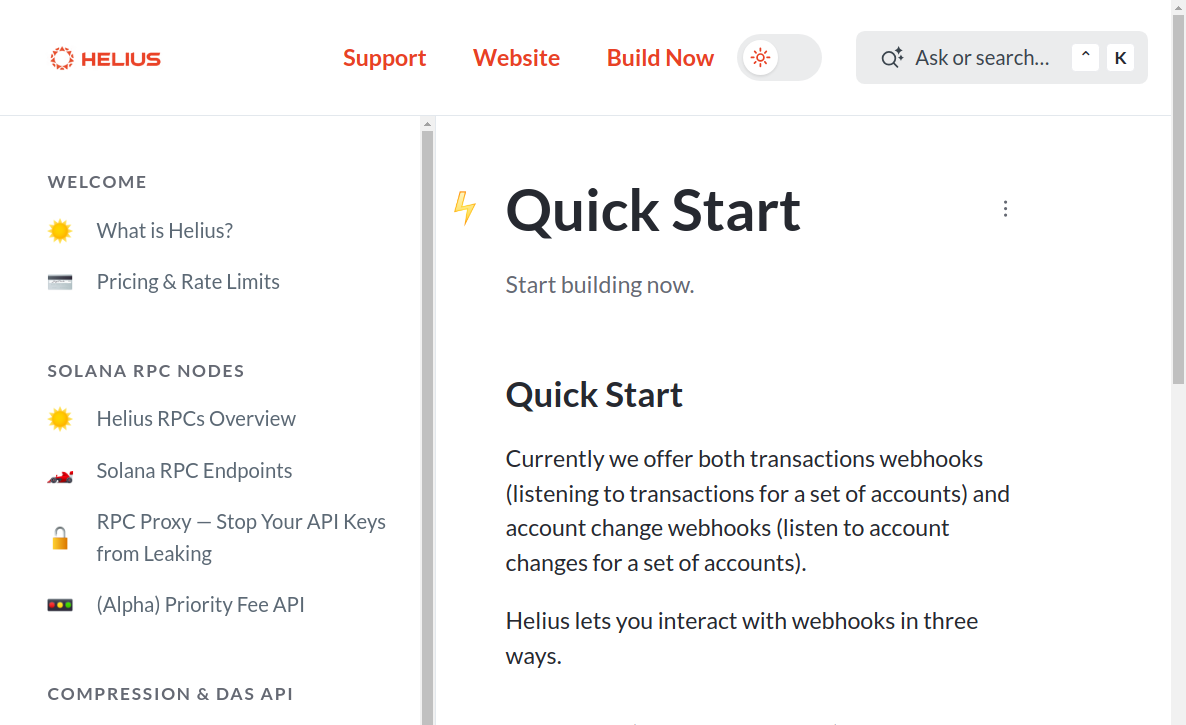 HELIUS
Support
Website
Build Now
Ask or search...
^
K
WELCOME
What is Helius?
Pricing & Rate Limits
SOLANA RPC NODES
Helius RPCs Overview
Solana RPC Endpoints
RPC Proxy — Stop Your API Keys
from Leaking
(Alpha) Priority Fee API
COMPRESSION & DAS API
Quick Start
Start building now.
Quick Start
Currently we offer both transactions webhooks
(listening to transactions for a set of accounts) and
account change webhooks (listen to account
changes for a set of accounts).
Helius lets you interact with webhooks in three
ways.